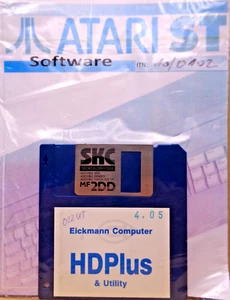 ATARI ST
Software
SKC
MF2DD
4.05
Eickmann Computer
HDPlus
& Utility